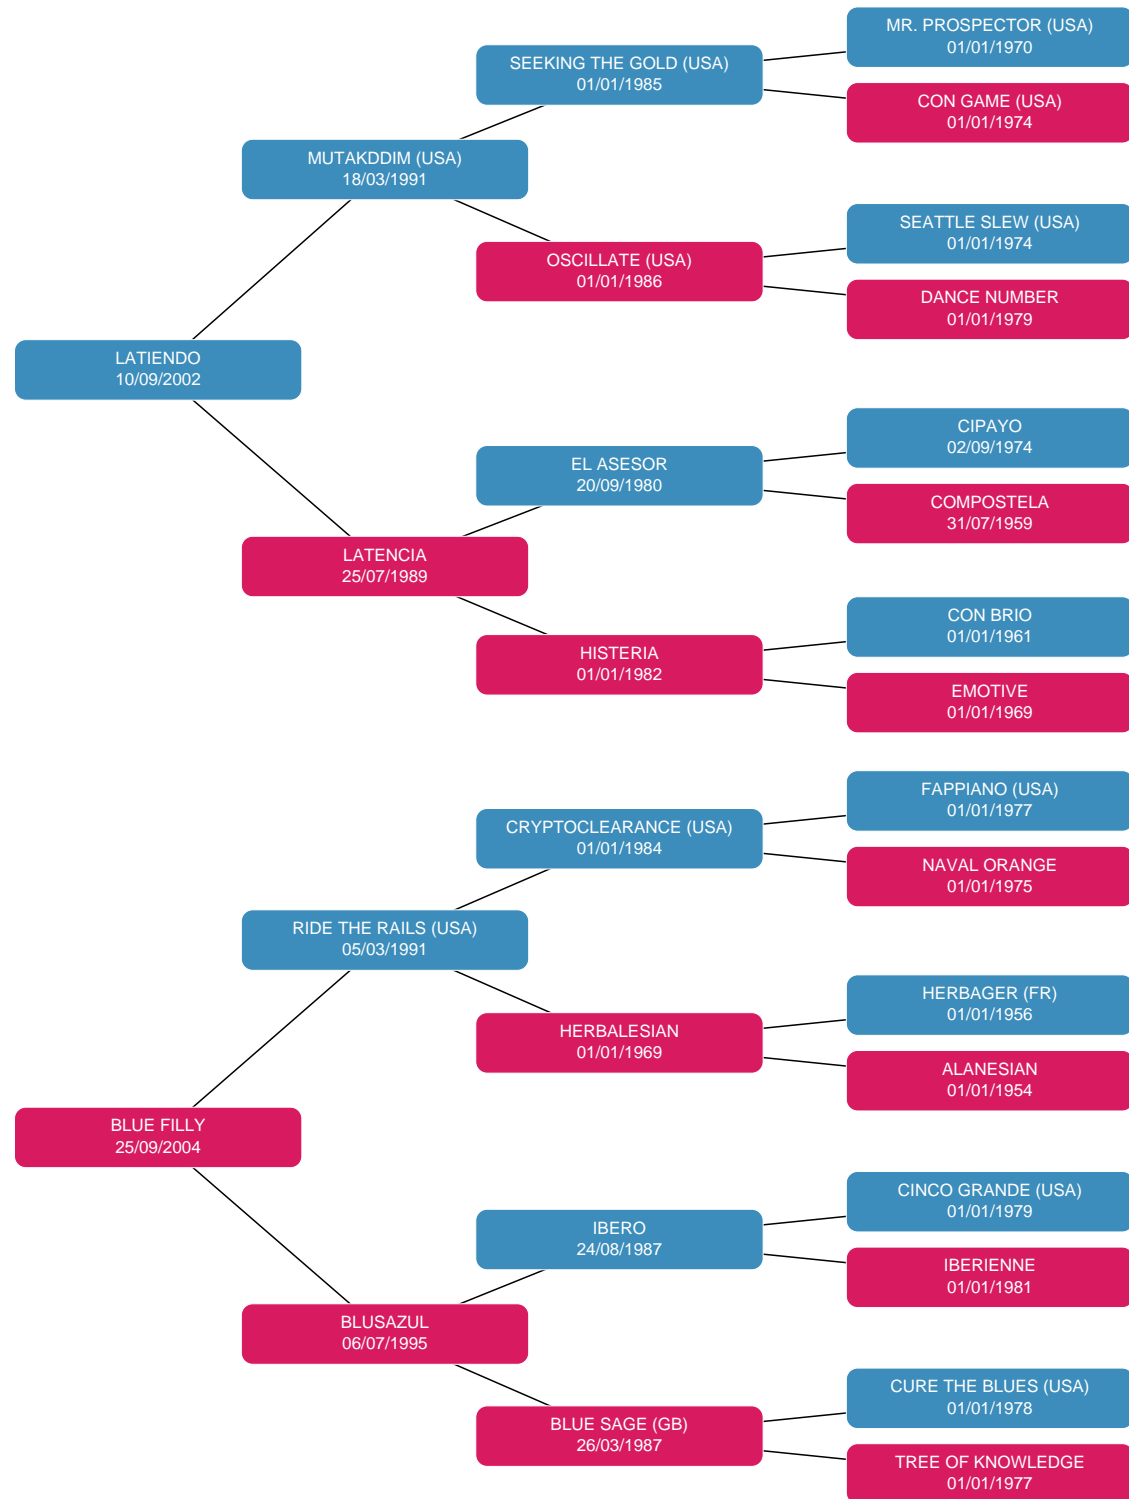 MR. PROSPECTOR (USA)
01/01/1970
SEEKING THE GOLD (USA)
01/01/1985
CON GAME (USA)
01/01/1974
MUTAKDDIM (USA)
18/03/1991
SEATTLE SLEW (USA)
01/01/1974
OSCILLATE (USA)
01/01/1986
DANCE NUMBER
01/01/1979
LATIENDO
10/09/2002
CIPAYO
02/09/1974
EL ASESOR
20/09/1980
COMPOSTELA
31/07/1959
LATENCIA
25/07/1989
CON BRIO
01/01/1961
HISTERIA
01/01/1982
EMOTIVE
01/01/1969
FAPPIANO (USA)
01/01/1977
CRYPTOCLEARANCE (USA)
01/01/1984
NAVAL ORANGE
01/01/1975
RIDE THE RAILS (USA)
05/03/1991
HERBAGER (FR)
01/01/1956
HERBALESIAN
01/01/1969
ALANESIAN
01/01/1954
BLUE FILLY
25/09/2004
CINCO GRANDE (USA)
01/01/1979
IBERO
24/08/1987
IBERIENNE
01/01/1981
BLUSAZUL
06/07/1995
CURE THE BLUES (USA)
01/01/1978
BLUE SAGE (GB)
26/03/1987
TREE OF KNOWLEDGE
01/01/1977